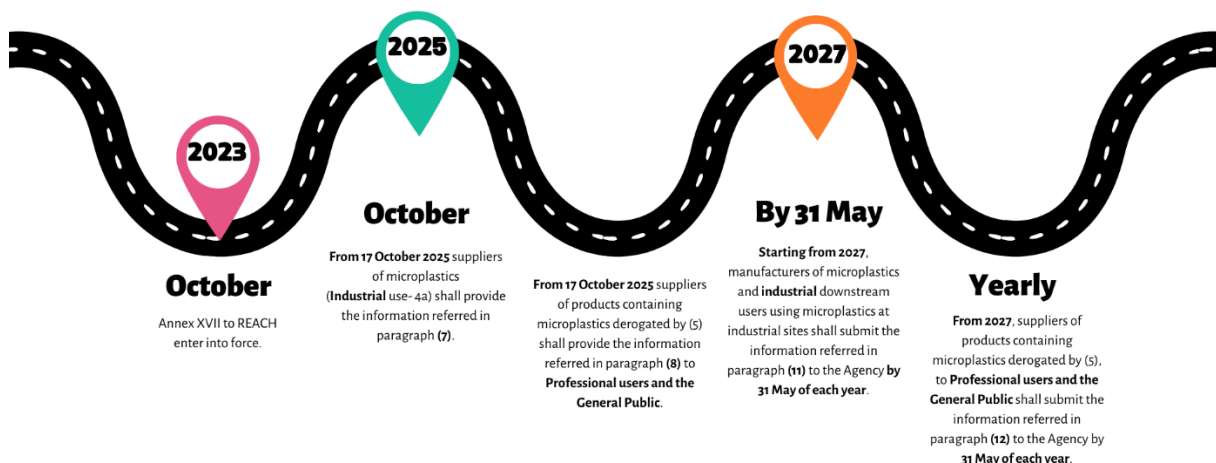 2023
October
Annex XVII to REACH
enter into force.
2025
October
From 17 October 2025 suppliers
of microplastics
(Industrial use- 4a) shall provide
the information referred in
paragraph (7).
From 17 October 2025 suppliers
of products containing
microplastics derogated by (5)
shall provide the information
referred in paragraph (8) to
Professional users and the
General Public.
2027
By 31 May
Starting from 2027,
manufacturers of microplastics
and industrial downstream
users using microplastics at
industrial sites shall submit the
information referred in
paragraph (11) to the Agency by
31 May of each year.
Yearly
From 2027, suppliers of
products containing
microplastics derogated by (5),
to Professional users and the
General Public shall submit the
information referred in
paragraph (12) to the Agency by
31 May of each year.